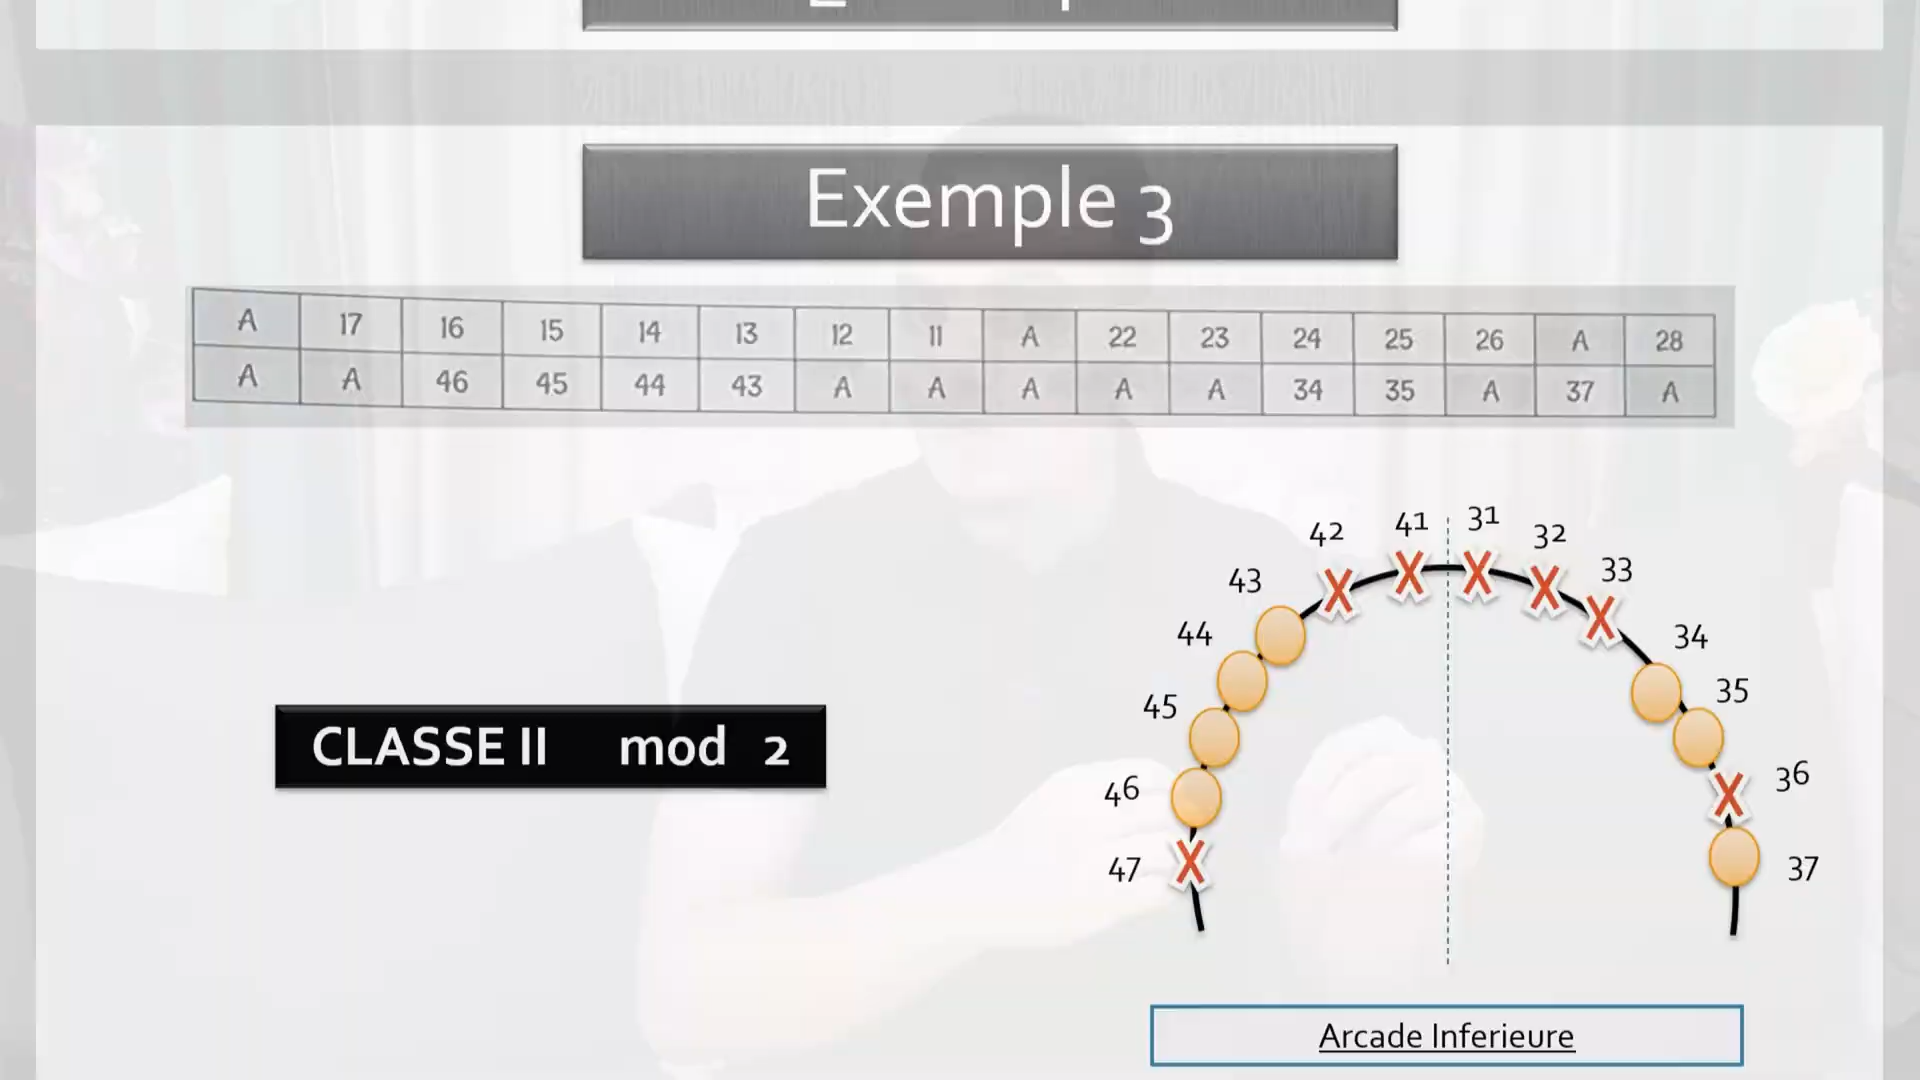 Exemple 3
A 17 16 15 14 13 12 11 A 22 23 24 25 26 A 28
A A 46 45 44 43 A A A A A 34 35 A 37 A
42 41 31 32
43 33
44 34
45 35
46 36
47 37
CLASSE II mod 2
Arcade Inferieure